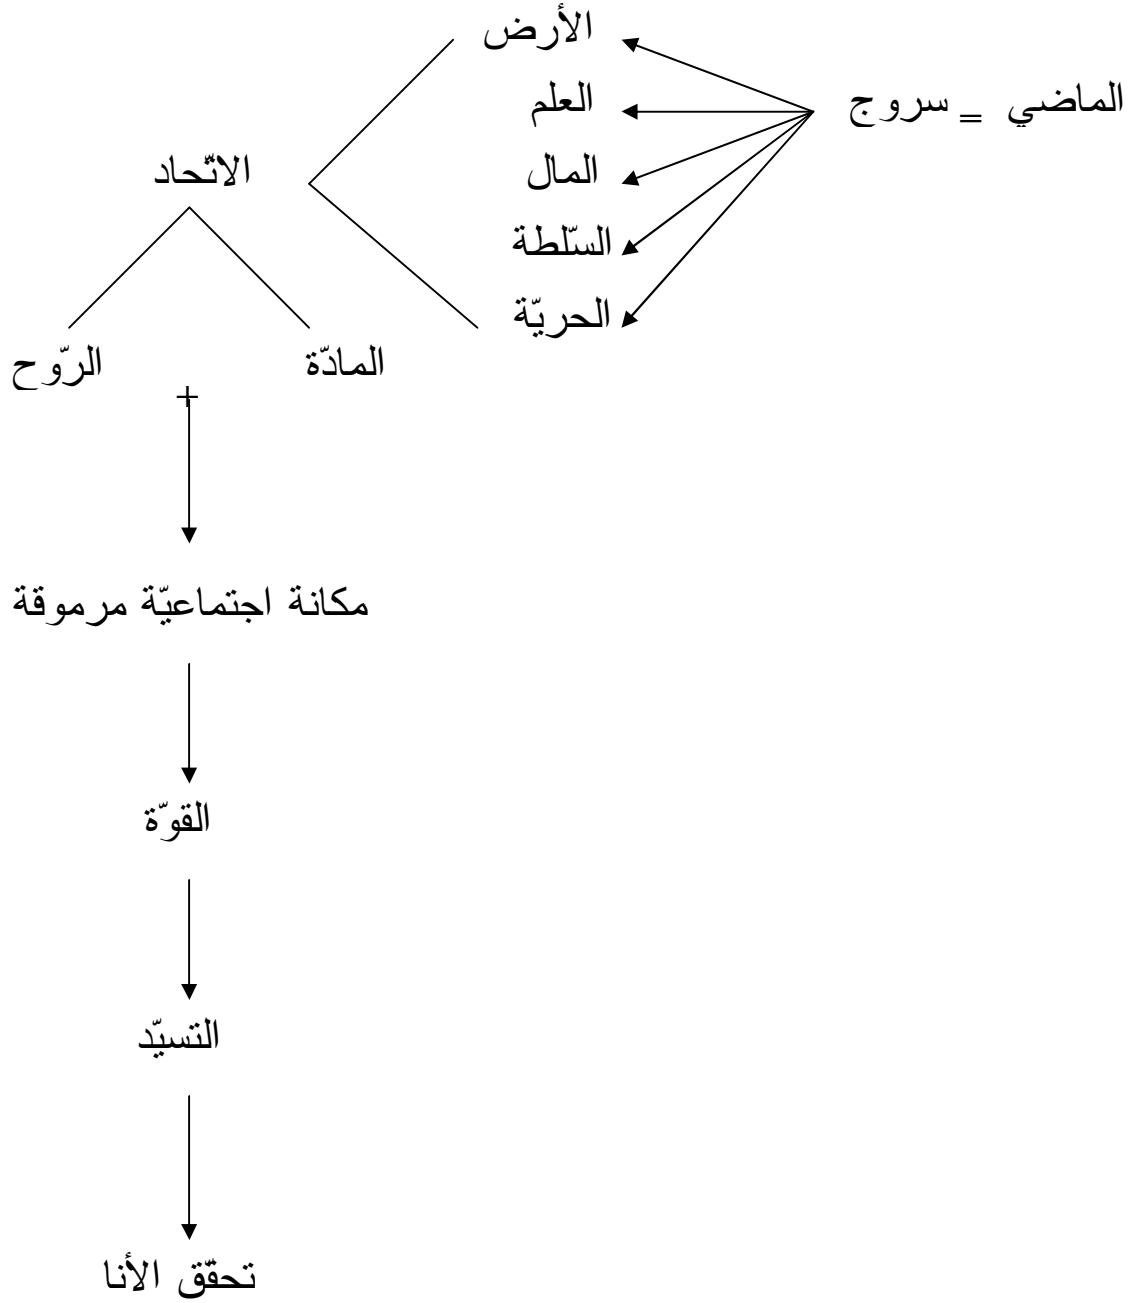 الأرض
الماضي = سروج
العلم
المال
الاتّحاد
السّلطة
الحريّة
المادّة
الرّوح
+
مكانة اجتماعيّة مرموقة
القوّة
التسيّد
تحقّق الأنا